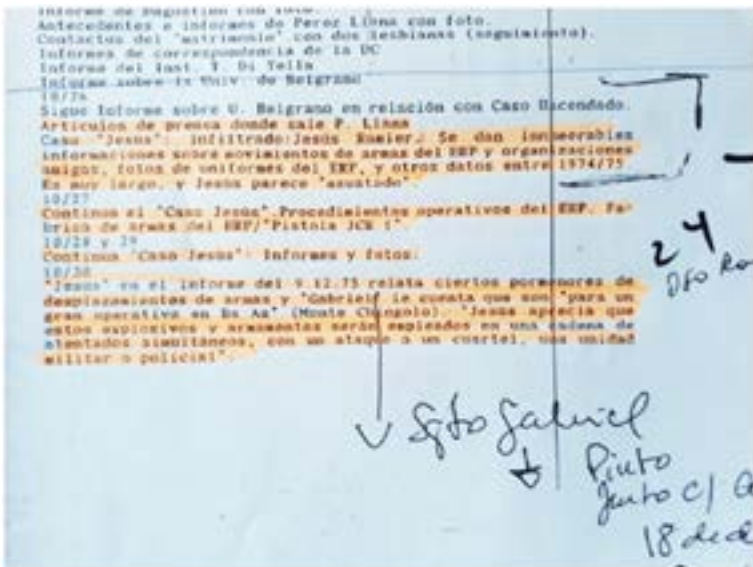 Informe de Augustion con foto.
Antecedentes e informes de Perez Linna con foto.
Contactos del "matrimonio" con dos lesbianas (seguimiento).
Informes de correspondencia de la DC
Informe del Inst. T. Di Tella
Informe sobre la Univ. de Belgrano
10/26
Sigue Informe sobre U. Belgrano en relación con Caso Hacendado.
Articulos de prensa donde sale P. Linna
Caso "Jesus": infiltrado: Jesús Se dan innumerables
informaciones sobre movimientos de armas del ERP y organizaciones
amigas, fotos de uniformes del ERP, y otros datos entre 1974/75
Es muy largo, y Jesus parece "asustado"
10/27
Continua el "Caso Jesus". Procedimientos operativos del ERP. Fa-
brica de armas del ERP/"Pistola JCR 1"
10/28 y 29
Continua "Caso Jesus": Informes y fotos.
10/30
"Jesus" en el informe del 9.12.75 relata ciertos pormenores de
desplazamientos de armas y "Gabriel" le cuenta que son "para un
gran operativo en Bs As" (Monte Chingolo). "Jesus aprecia que
estos explosivos y armamentos serán empleados en una cadena de
atentados simultáneos, con un ataque a un cuartel, una unidad
militar o policial".
24
Sgto Gabriel
Pinto
Junto c/
18 de d